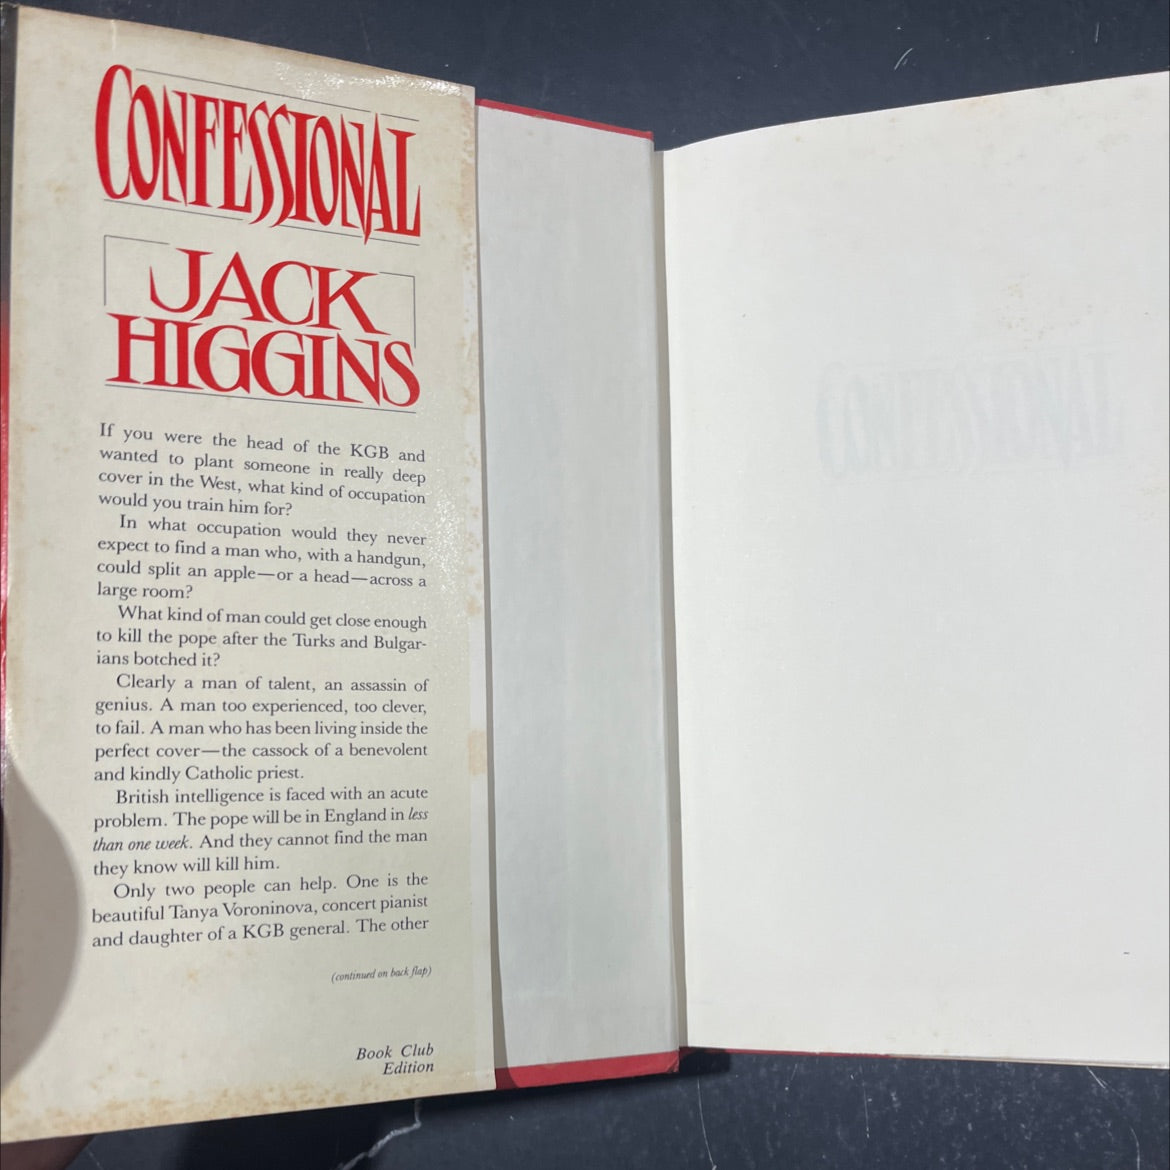 CONFESSIONAL
JACK
HIGGINS
If you were the head of the KGB and
wanted to plant someone in really deep
cover in the West, what kind of occupation
would you train him for?
In what occupation would they never
expect to find a man who, with a handgun,
could split an apple—or a head—across a
large room?
What kind of man could get close enough
to kill the pope after the Turks and Bulgar-
ians botched it?
Clearly a man of talent, an assassin of
genius. A man too experienced, too clever,
to fail. A man who has been living inside the
perfect cover—the cassock of a benevolent
and kindly Catholic priest.
British intelligence is faced with an acute
problem. The pope will be in England in less
than one week. And they cannot find the man
they know will kill him.
Only two people can help. One is the
beautiful Tanya Voroninova, concert pianist
and daughter of a KGB general. The other
(continued on back flap)
Book Club
Edition